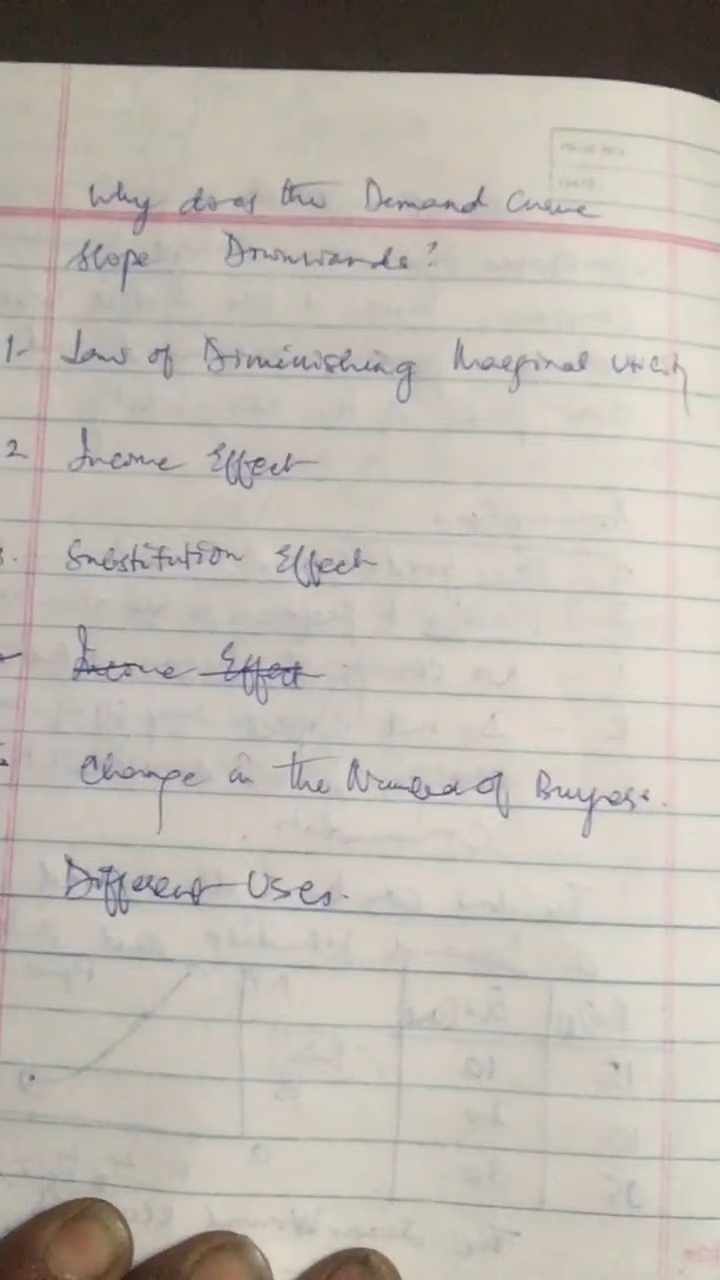 Why does the Demand Curve
Slope Downwards?
1- Law of Diminishing Marginal Utility
2 Income Effect
3. Substitution Effect
Income Effect
Change in the Number of Buyers.
Different Uses.